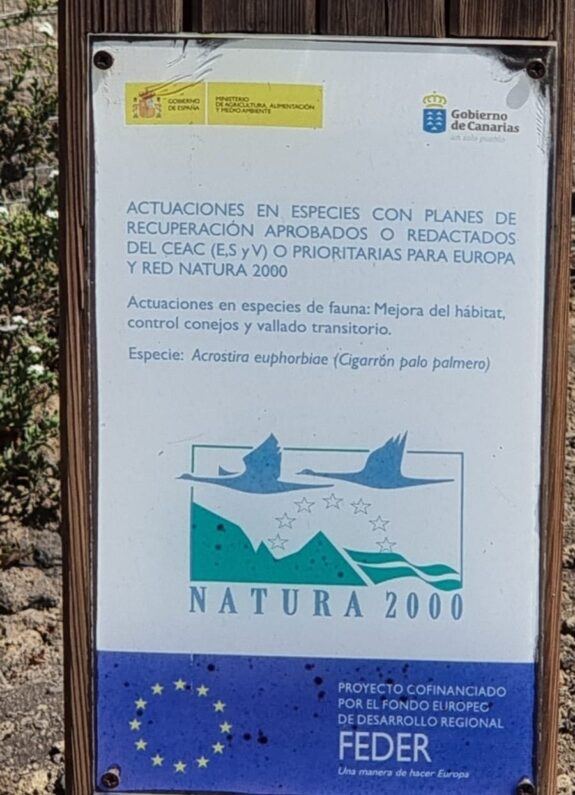 GOBIERNO
DE ESPAÑA
MINISTERIO
DE AGRICULTURA, ALIMENTACIÓN
Y MEDIO AMBIENTE
Gobierno
de Canarias
un solo pueblo
ACTUACIONES EN ESPECIES CON PLANES DE
RECUPERACIÓN APROBADOS O REDACTADOS
DEL CEAC (E,S y V) O PRIORITARIAS PARA EUROPA
Y RED NATURA 2000
Actuaciones en especies de fauna: Mejora del hábitat,
control conejos y vallado transitorio.
Especie: Acrostira euphorbiae (Cigarrón palo palmero)
NATURA 2000
PROYECTO COFINANCIADO
POR EL FONDO EUROPEO
DE DESARROLLO REGIONAL
FEDER
Una manera de hacer Europa